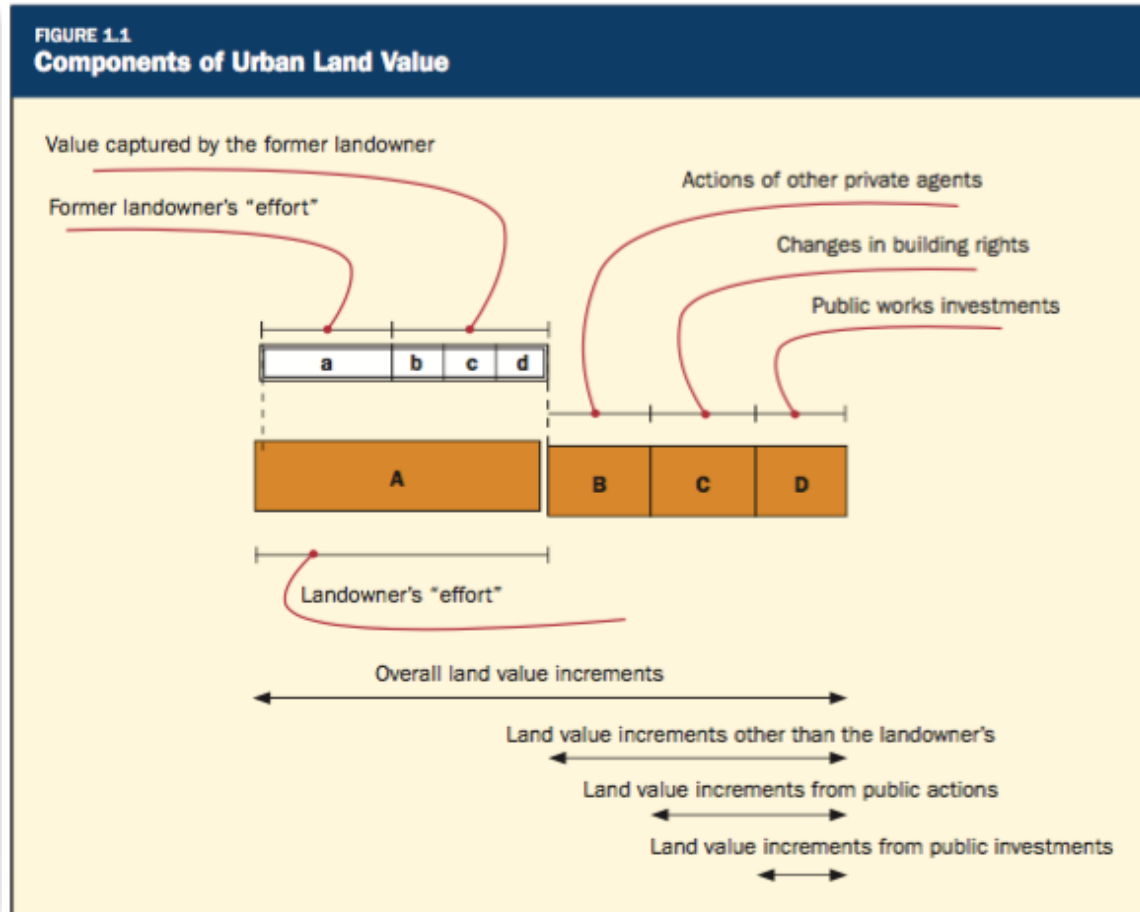 FIGURE 1.1
Components of Urban Land Value
Value captured by the former landowner
Former landowner's “effort”
Actions of other private agents
Changes in building rights
Public works investments
a b c d
A B C D
Landowner's “effort”
Overall land value increments
Land value increments other than the landowner's
Land value increments from public actions
Land value increments from public investments